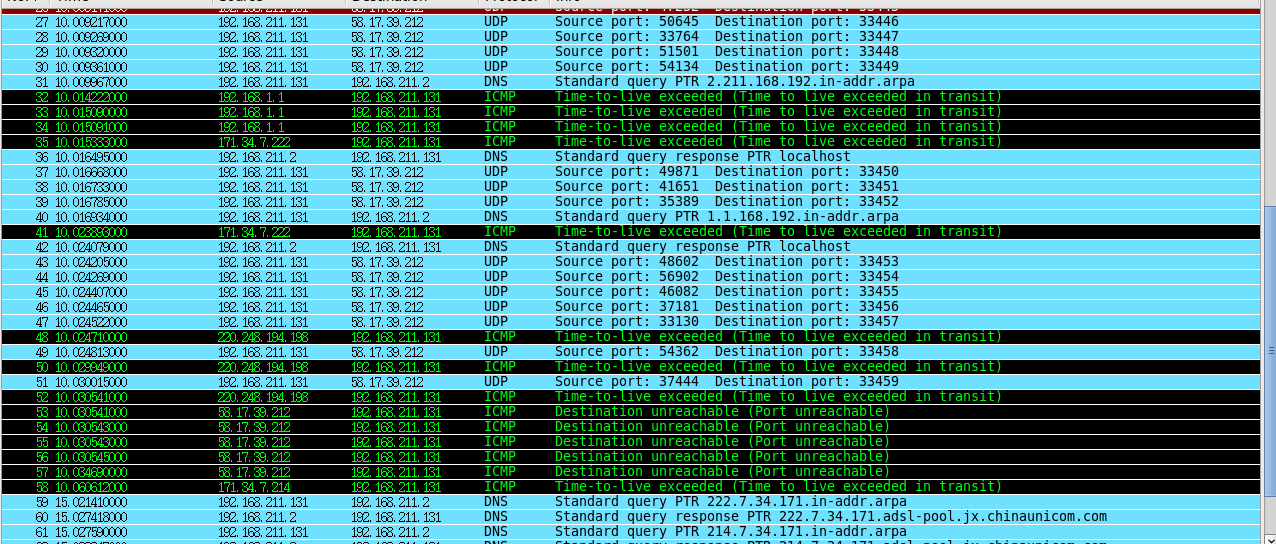 27 10.009217000 192.168.211.131 58.17.39.212 UDP Source port: 50645 Destination port: 33446
28 10.009269000 192.168.211.131 58.17.39.212 UDP Source port: 33764 Destination port: 33447
29 10.009320000 192.168.211.131 58.17.39.212 UDP Source port: 51501 Destination port: 33448
30 10.009361000 192.168.211.131 58.17.39.212 UDP Source port: 54134 Destination port: 33449
31 10.009967000 192.168.211.131 192.168.211.2 DNS Standard query PTR 2.211.168.192.in-addr.arpa
32 10.014222000 192.168.1.1 192.168.211.131 ICMP Time-to-live exceeded (Time to live exceeded in transit)
33 10.015090000 192.168.1.1 192.168.211.131 ICMP Time-to-live exceeded (Time to live exceeded in transit)
34 10.015091000 192.168.1.1 192.168.211.131 ICMP Time-to-live exceeded (Time to live exceeded in transit)
35 10.015333000 171.34.7.222 192.168.211.131 ICMP Time-to-live exceeded (Time to live exceeded in transit)
36 10.016495000 192.168.211.2 192.168.211.131 DNS Standard query response PTR localhost
37 10.016668000 192.168.211.131 58.17.39.212 UDP Source port: 49871 Destination port: 33450
38 10.016733000 192.168.211.131 58.17.39.212 UDP Source port: 41651 Destination port: 33451
39 10.016785000 192.168.211.131 58.17.39.212 UDP Source port: 35389 Destination port: 33452
40 10.016934000 192.168.211.131 192.168.211.2 DNS Standard query PTR 1.1.168.192.in-addr.arpa
41 10.023893000 171.34.7.222 192.168.211.131 ICMP Time-to-live exceeded (Time to live exceeded in transit)
42 10.024079000 192.168.211.2 192.168.211.131 DNS Standard query response PTR localhost
43 10.024205000 192.168.211.131 58.17.39.212 UDP Source port: 48602 Destination port: 33453
44 10.024269000 192.168.211.131 58.17.39.212 UDP Source port: 56902 Destination port: 33454
45 10.024407000 192.168.211.131 58.17.39.212 UDP Source port: 46082 Destination port: 33455
46 10.024465000 192.168.211.131 58.17.39.212 UDP Source port: 37181 Destination port: 33456
47 10.024522000 192.168.211.131 58.17.39.212 UDP Source port: 33130 Destination port: 33457
48 10.024710000 220.248.194.198 192.168.211.131 ICMP Time-to-live exceeded (Time to live exceeded in transit)
49 10.024813000 192.168.211.131 58.17.39.212 UDP Source port: 54362 Destination port: 33458
50 10.029949000 220.248.194.198 192.168.211.131 ICMP Time-to-live exceeded (Time to live exceeded in transit)
51 10.030015000 192.168.211.131 58.17.39.212 UDP Source port: 37444 Destination port: 33459
52 10.030541000 220.248.194.198 192.168.211.131 ICMP Time-to-live exceeded (Time to live exceeded in transit)
53 10.030541000 58.17.39.212 192.168.211.131 ICMP Destination unreachable (Port unreachable)
54 10.030543000 58.17.39.212 192.168.211.131 ICMP Destination unreachable (Port unreachable)
55 10.030543000 58.17.39.212 192.168.211.131 ICMP Destination unreachable (Port unreachable)
56 10.030545000 58.17.39.212 192.168.211.131 ICMP Destination unreachable (Port unreachable)
57 10.034690000 58.17.39.212 192.168.211.131 ICMP Destination unreachable (Port unreachable)
58 10.060612000 171.34.7.214 192.168.211.131 ICMP Time-to-live exceeded (Time to live exceeded in transit)
59 15.021410000 192.168.211.131 192.168.211.2 DNS Standard query PTR 222.7.34.171.in-addr.arpa
60 15.027418000 192.168.211.2 192.168.211.131 DNS Standard query response PTR 222.7.34.171.adsl-pool.jx.chinaunicom.com
61 15.027590000 192.168.211.131 192.168.211.2 DNS Standard query PTR 214.7.34.171.in-addr.arpa